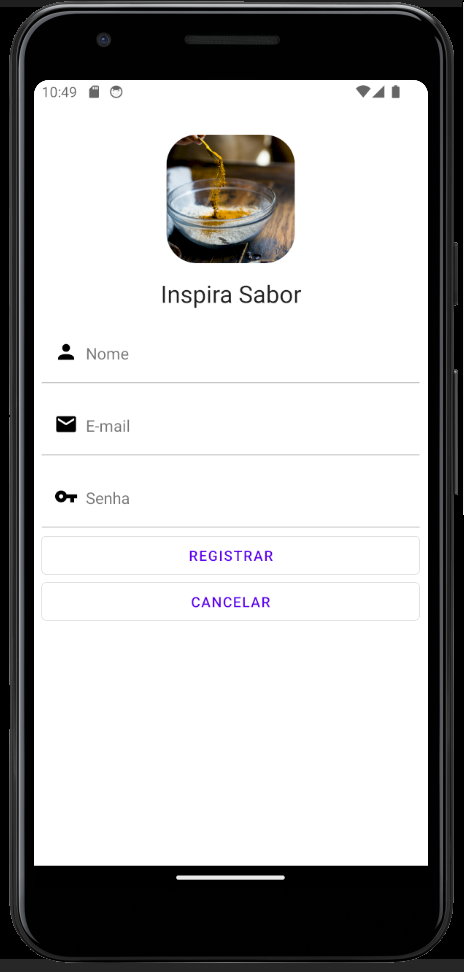 10:49
Inspira Sabor
Nome
E-mail
Senha
REGISTRAR
CANCELAR